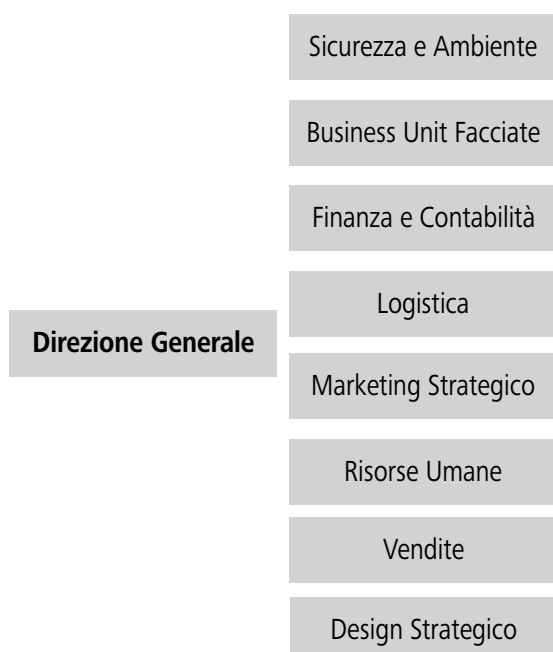 Sicurezza e Ambiente
Business Unit Facciate
Finanza e Contabilità
Logistica
Direzione Generale
Marketing Strategico
Risorse Umane
Vendite
Design Strategico